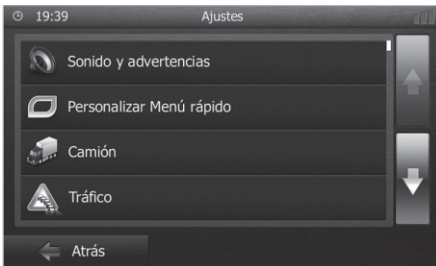 19:39 Ajustes
Sonido y advertencias
Personalizar Menú rápido
Camión
Tráfico
Atrás